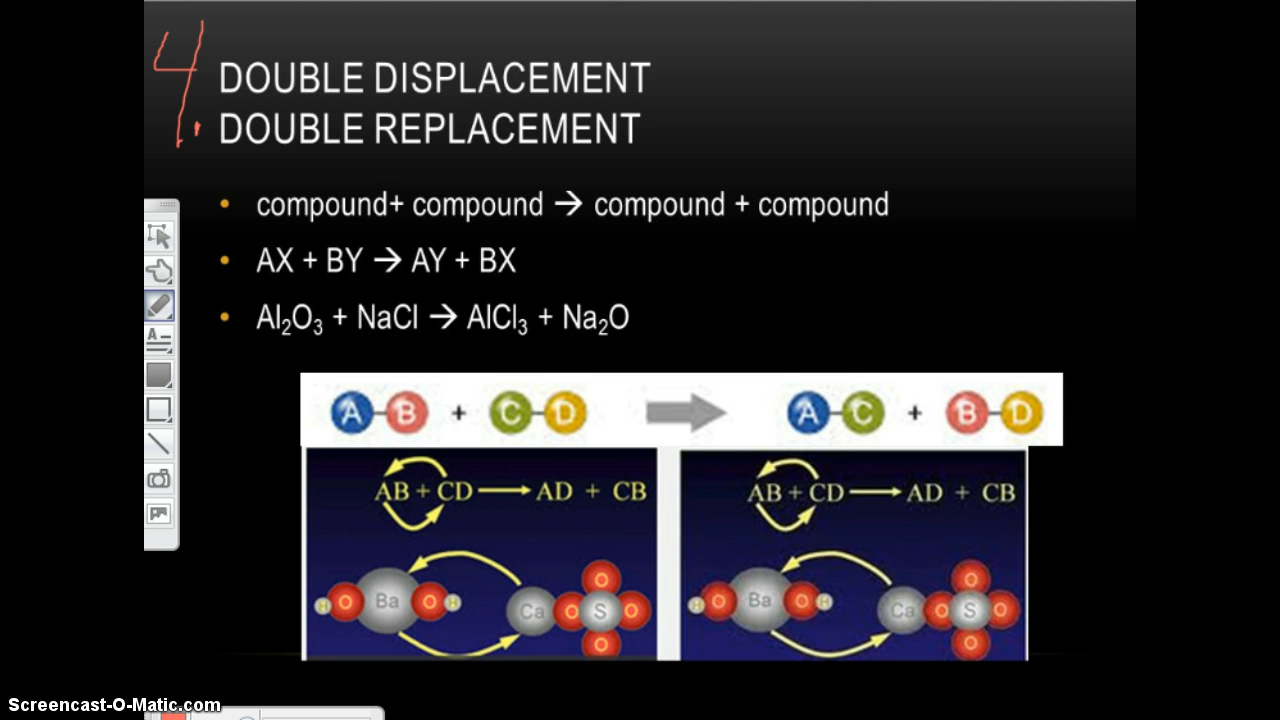 4.
DOUBLE DISPLACEMENT
DOUBLE REPLACEMENT
• compound+ compound → compound + compound
• AX + BY → AY + BX
• Al₂O₃ + NaCl → AlCl₃ + Na₂O
A B + C D A C + B D
AB + CD → AD + CB
AB + CD → AD + CB
H O Ba O H Ca O S O O O
H O Ba O H Ca O S O O O
A
Screencast-O-Matic.com